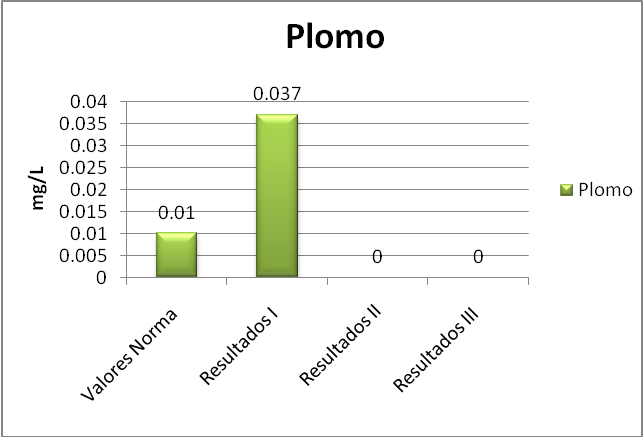 Plomo
mg/L
0.04
0.035
0.03
0.025
0.02
0.015
0.01
0.005
0
0.01
0.037
0
0
Valores Norma
Resultados I
Resultados II
Resultados III
Plomo